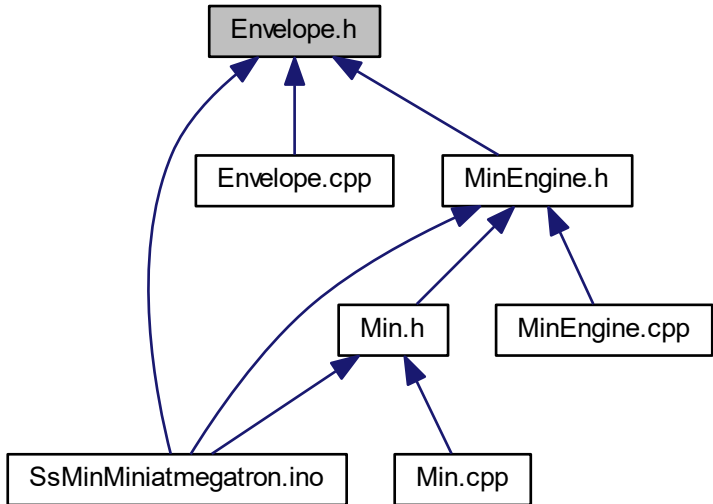 Envelope.h
Envelope.cpp
MinEngine.h
Min.h
MinEngine.cpp
SsMinMiniatmegatron.ino
Min.cpp